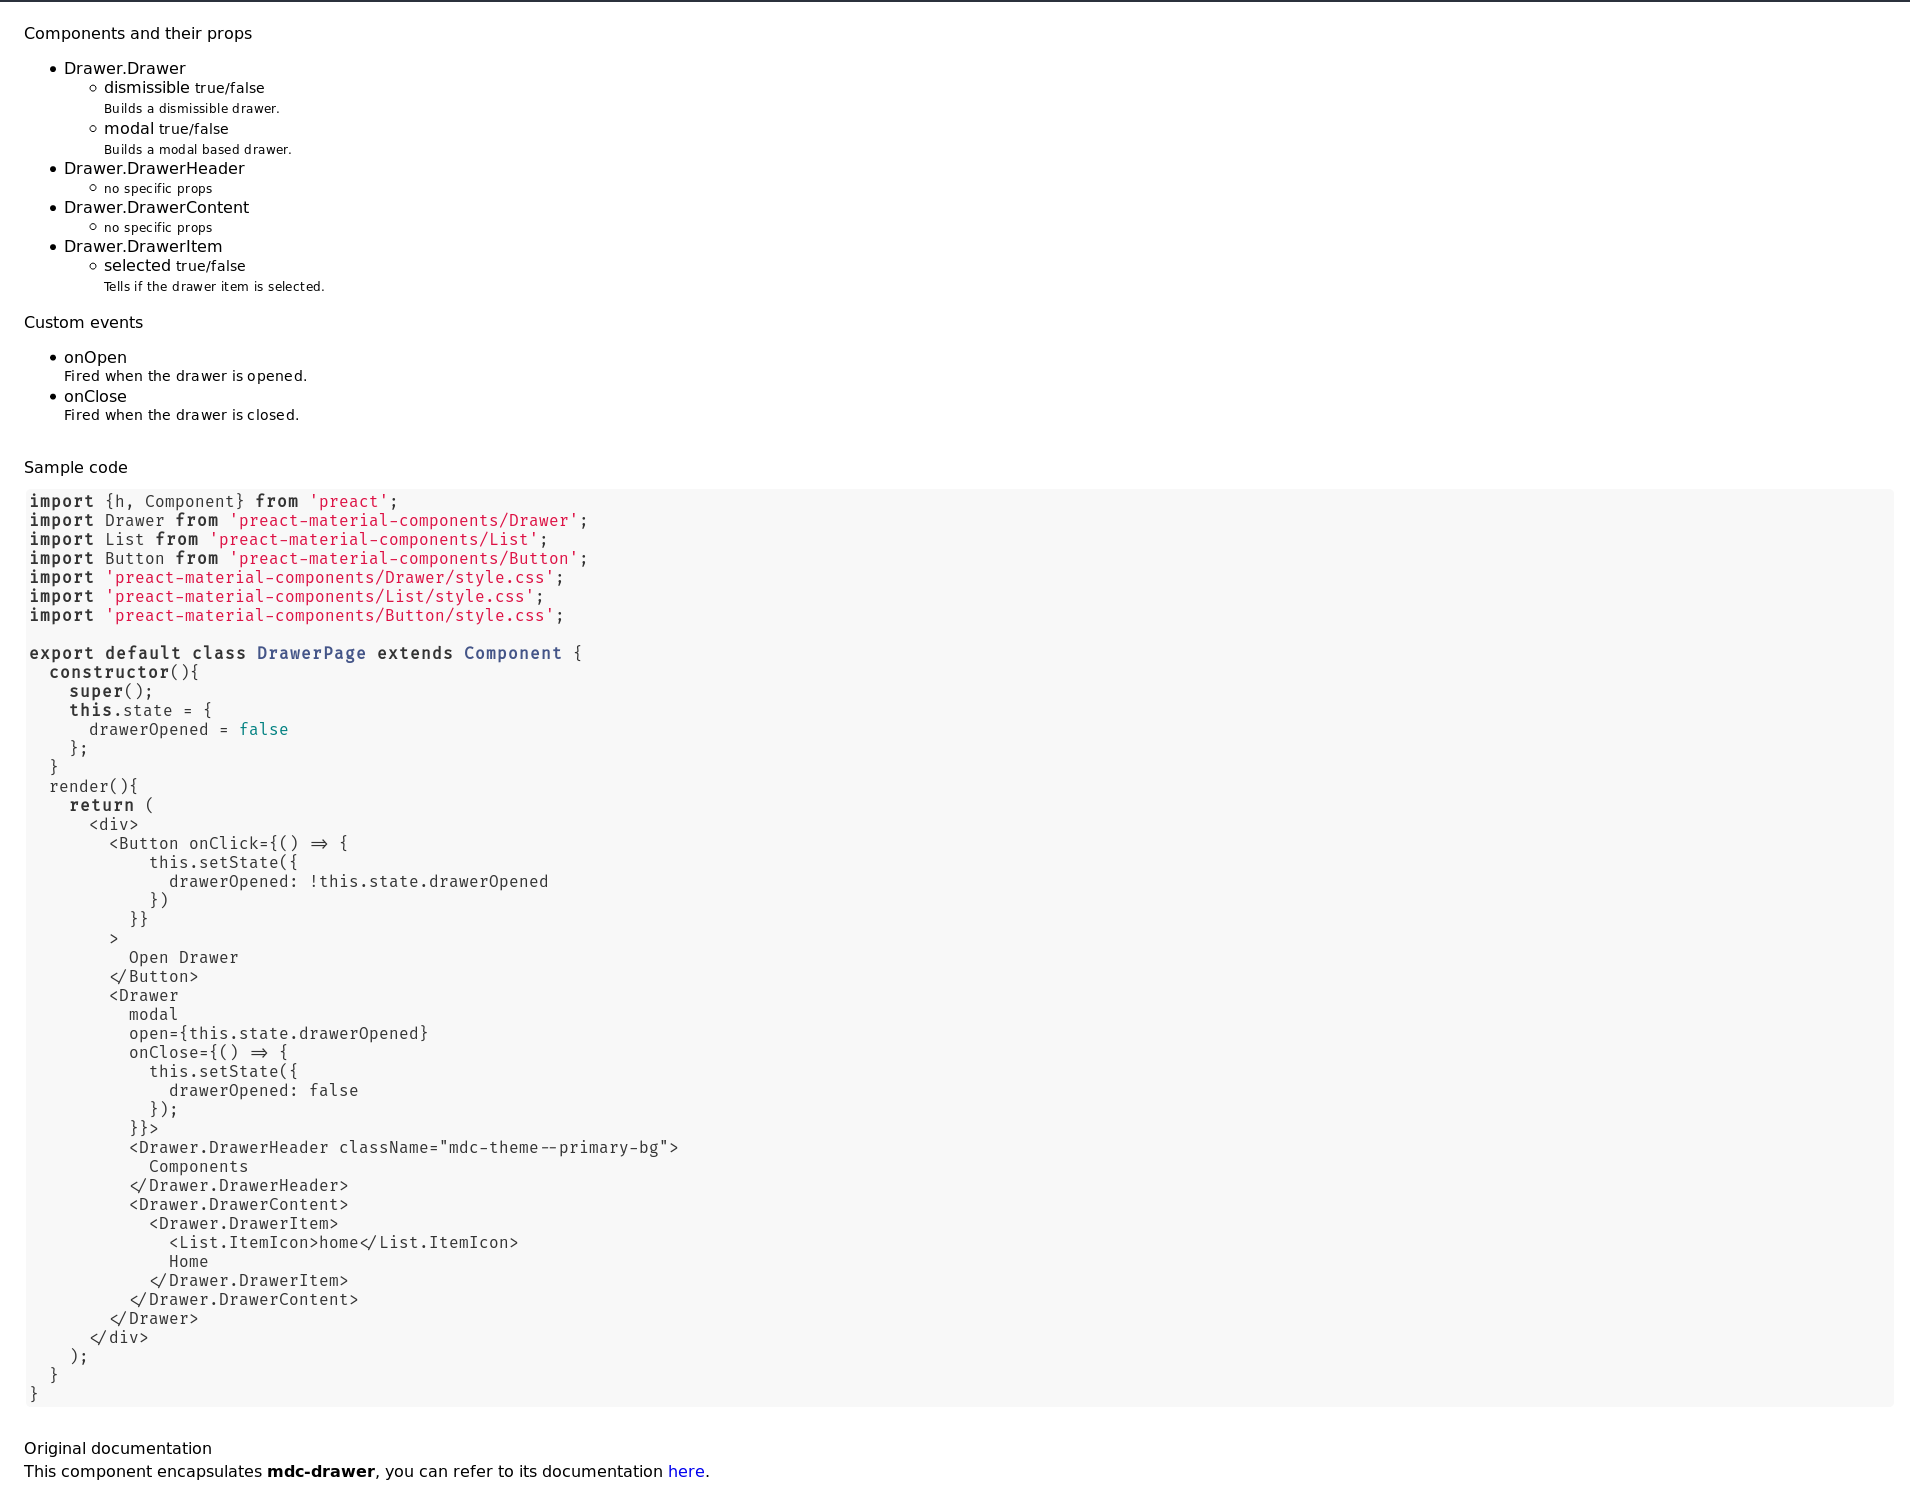 Components and their props
Drawer.Drawer
dismissible true/false
Builds a dismissible drawer.
modal true/false
Builds a modal based drawer.
Drawer.DrawerHeader
no specific props
Drawer.DrawerContent
no specific props
Drawer.DrawerItem
selected true/false
Tells if the drawer item is selected.
Custom events
onOpen
Fired when the drawer is opened.
onClose
Fired when the drawer is closed.
Sample code
import {h, Component} from 'preact';
import Drawer from 'preact-material-components/Drawer';
import List from 'preact-material-components/List';
import Button from 'preact-material-components/Button';
import 'preact-material-components/Drawer/style.css';
import 'preact-material-components/List/style.css';
import 'preact-material-components/Button/style.css';

export default class DrawerPage extends Component {
  constructor(){
    super();
    this.state = {
      drawerOpened = false
    };
  }
  render(){
    return (
      <div>
        <Button onClick={() => {
            this.setState({
              drawerOpened: !this.state.drawerOpened
            })
          }}
        >
          Open Drawer
        </Button>
        <Drawer
          modal
          open={this.state.drawerOpened}
          onClose={() => {
            this.setState({
              drawerOpened: false
            });
          }}>
          <Drawer.DrawerHeader className="mdc-theme--primary-bg">
            Components
          </Drawer.DrawerHeader>
          <Drawer.DrawerContent>
            <Drawer.DrawerItem>
              <List.ItemIcon>home</List.ItemIcon>
              Home
            </Drawer.DrawerItem>
          </Drawer.DrawerContent>
        </Drawer>
      </div>
    );
  }
}
Original documentation
This component encapsulates mdc-drawer, you can refer to its documentation here.